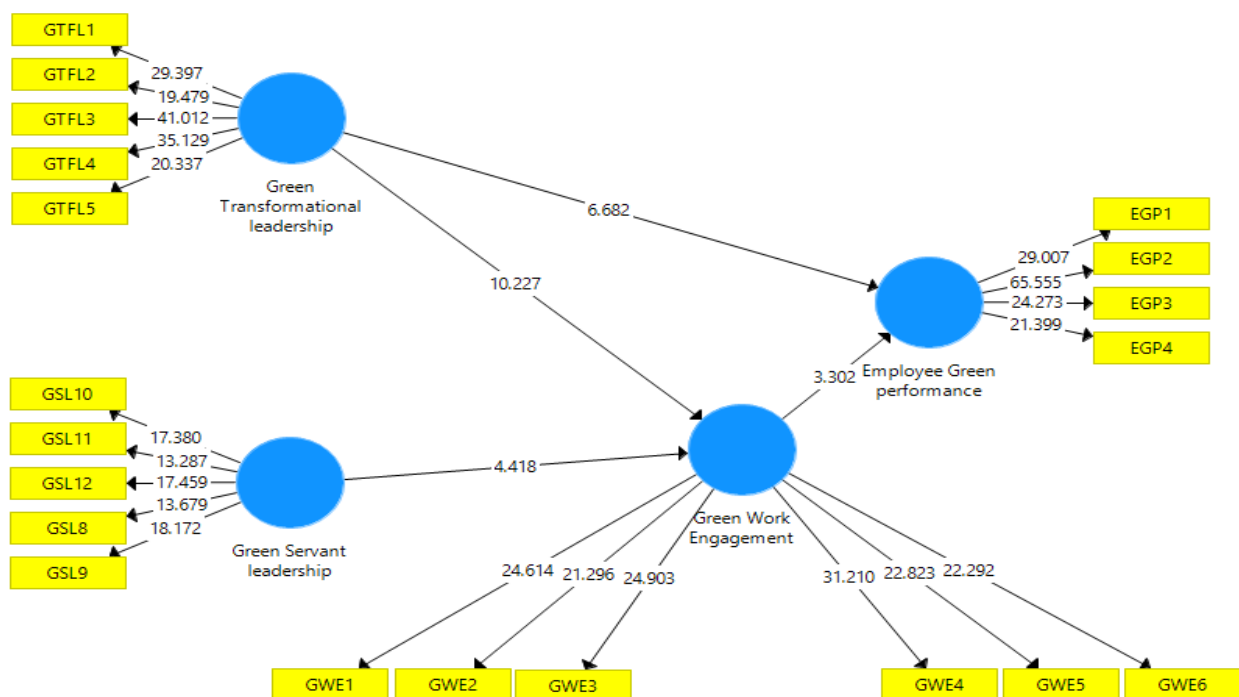 GTFL1
GTFL2
GTFL3
GTFL4
GTFL5
29.397
19.479
41.012
35.129
20.337
Green
Transformational
leadership
6.682
10.227
EGP1
EGP2
EGP3
EGP4
29.007
65.555
24.273
21.399
Employee Green
performance
3.302
GSL10
GSL11
GSL12
GSL8
GSL9
17.380
13.287
17.459
13.679
18.172
Green Servant
leadership
4.418
Green Work
Engagement
24.614
21.296
24.903
31.210
22.823
22.292
GWE1
GWE2
GWE3
GWE4
GWE5
GWE6